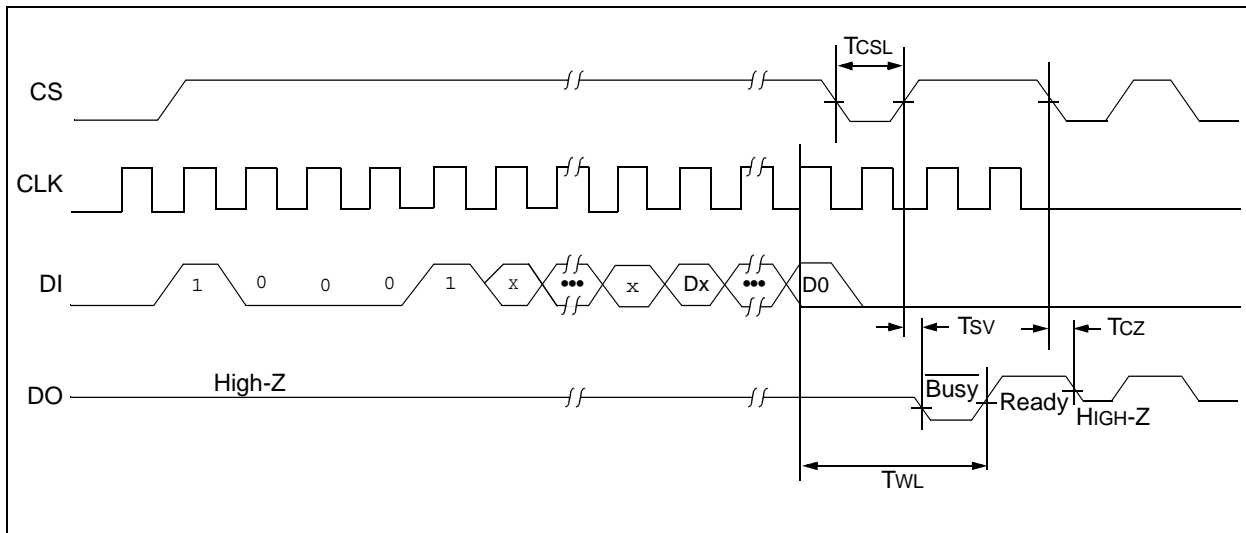 TCSL
CS
CLK
DI 1 0 0 0 1 X ••• X Dx ••• D0
TSV TCZ
DO High-Z Busy Ready HIGH-Z
TWL